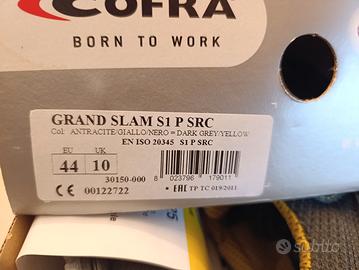 COFRA
BORN TO WORK
GRAND SLAM S1 P SRC
Col: ANTRACITE/GIALLO/NERO = DARK GREY/YELLOW
EN ISO 20345 S1 P SRC
EU UK
44 10
30150-000
8 023796 179011
CE 00122722
EAC TP TC 019/2011
subito